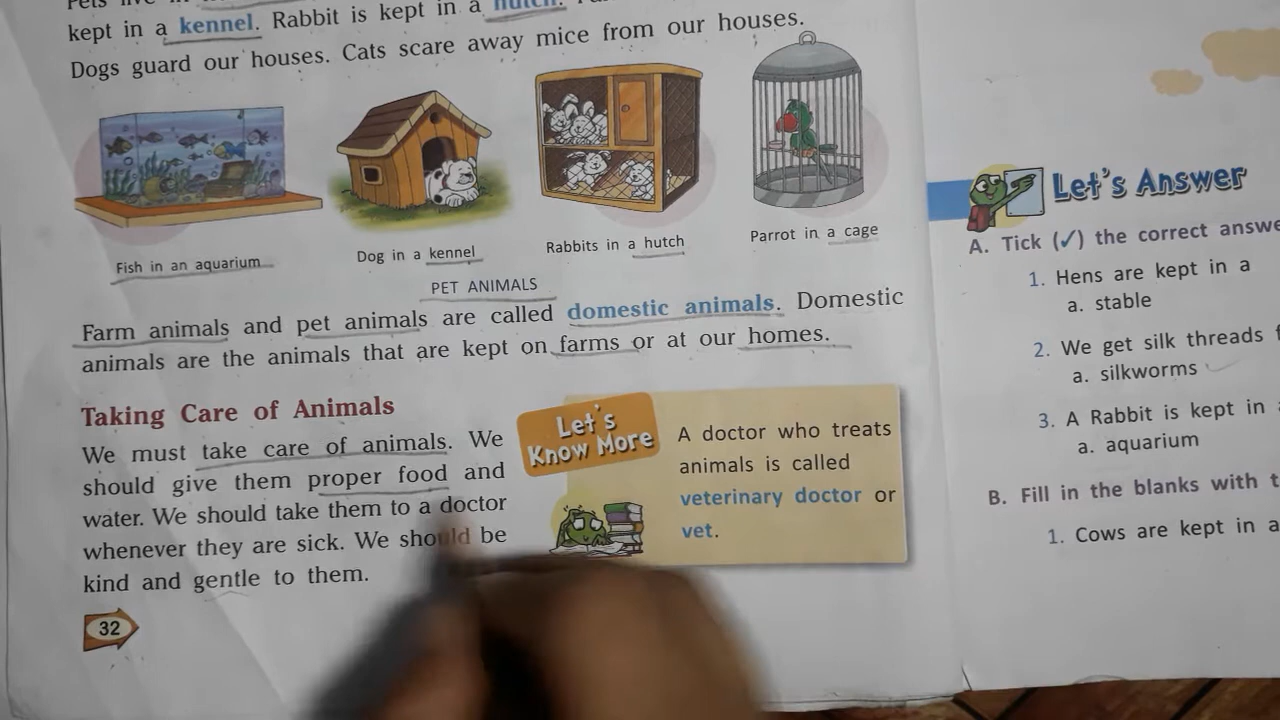 kept in a kennel. Rabbit is kept in a hutch.
Dogs guard our houses. Cats scare away mice from our houses.
Fish in an aquarium
Dog in a kennel
Rabbits in a hutch
Parrot in a cage
PET ANIMALS
Farm animals and pet animals are called domestic animals. Domestic
animals are the animals that are kept on farms or at our homes.
Taking Care of Animals
We must take care of animals. We
should give them proper food and
water. We should take them to a doctor
whenever they are sick. We should be
kind and gentle to them.
Let's
Know More
A doctor who treats
animals is called
veterinary doctor or
vet.
32
Let's Answer
A. Tick (✓) the correct answe
1. Hens are kept in a
a. stable
2. We get silk threads
a. silkworms
3. A Rabbit is kept in
a. aquarium
B. Fill in the blanks with
1. Cows are kept in a